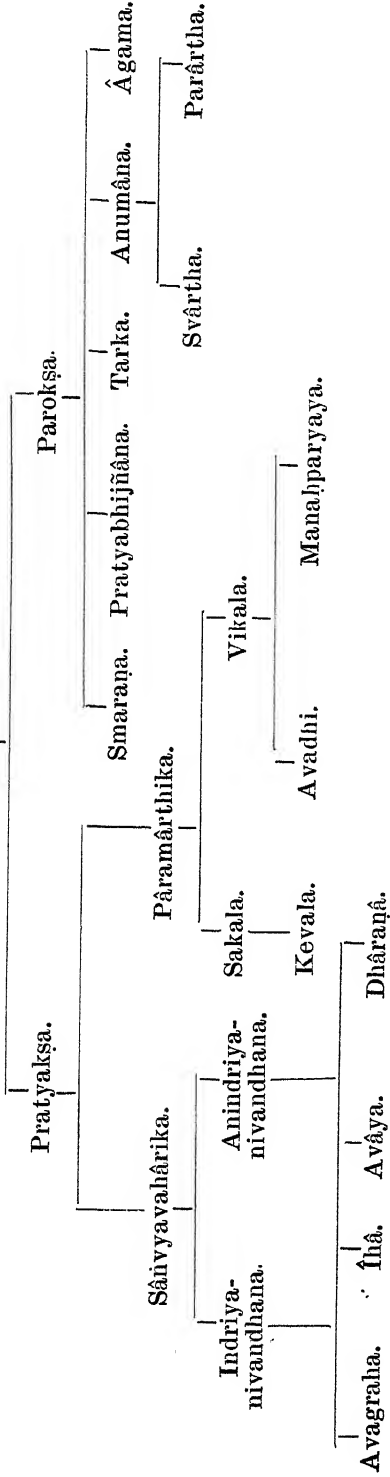 Pratyakṣa.
Parokṣa.
Sâṅvyavahârika.
Pâramârthika.
Smaraṇa. Pratyabhijñâna. Tarka. Anumâna. Âgama.
Indriya-
nivandhana.
Anindriya-
nivandhana.
Sakala.
Vikala.
Svârtha.
Parârtha.
Kevala.
Avadhi.
Manaḥparyaya.
Avagraha. Îhâ. Avâya. Dhâraṇâ.